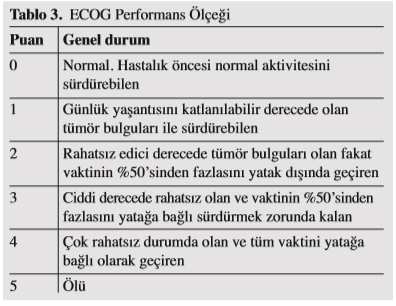 Tablo 3. ECOG Performans Ölçeği
Puan Genel durum
0 Normal. Hastalık öncesi normal aktivitesini
sürdürebilen
1 Günlük yaşantısını katlanılabilir derecede olan
tümör bulguları ile sürdürebilen
2 Rahatsız edici derecede tümör bulguları olan fakat
vaktinin %50’sinden fazlasını yatak dışında geçiren
3 Ciddi derecede rahatsız olan ve vaktinin %50’sinden
fazlasını yatağa bağlı sürdürmek zorunda kalan
4 Çok rahatsız durumda olan ve tüm vaktini yatağa
bağlı olarak geçiren
5 Ölü